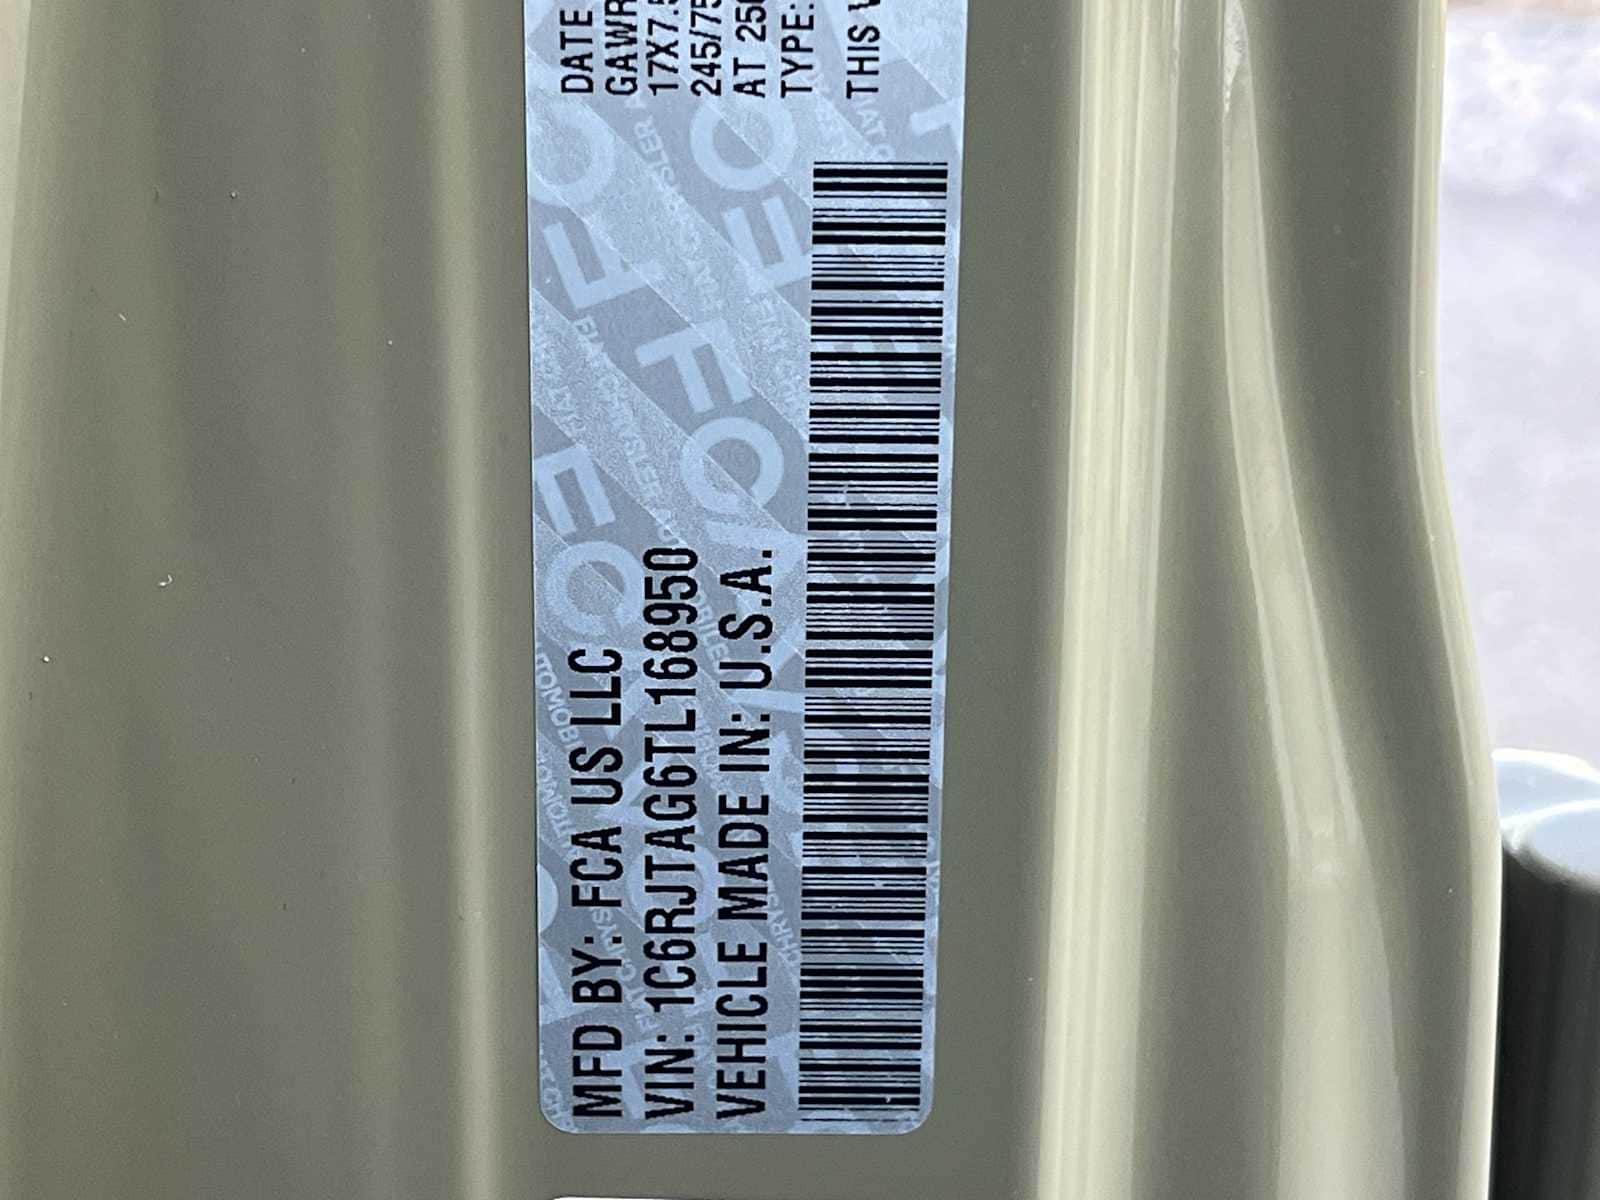 MFD BY: FCA US LLC
VIN: 1C6RJTAG6TL168950
VEHICLE MADE IN: U.S.A.
DATE
GAWR
17X7.5
245/75
AT 250
TYPE:
THIS V